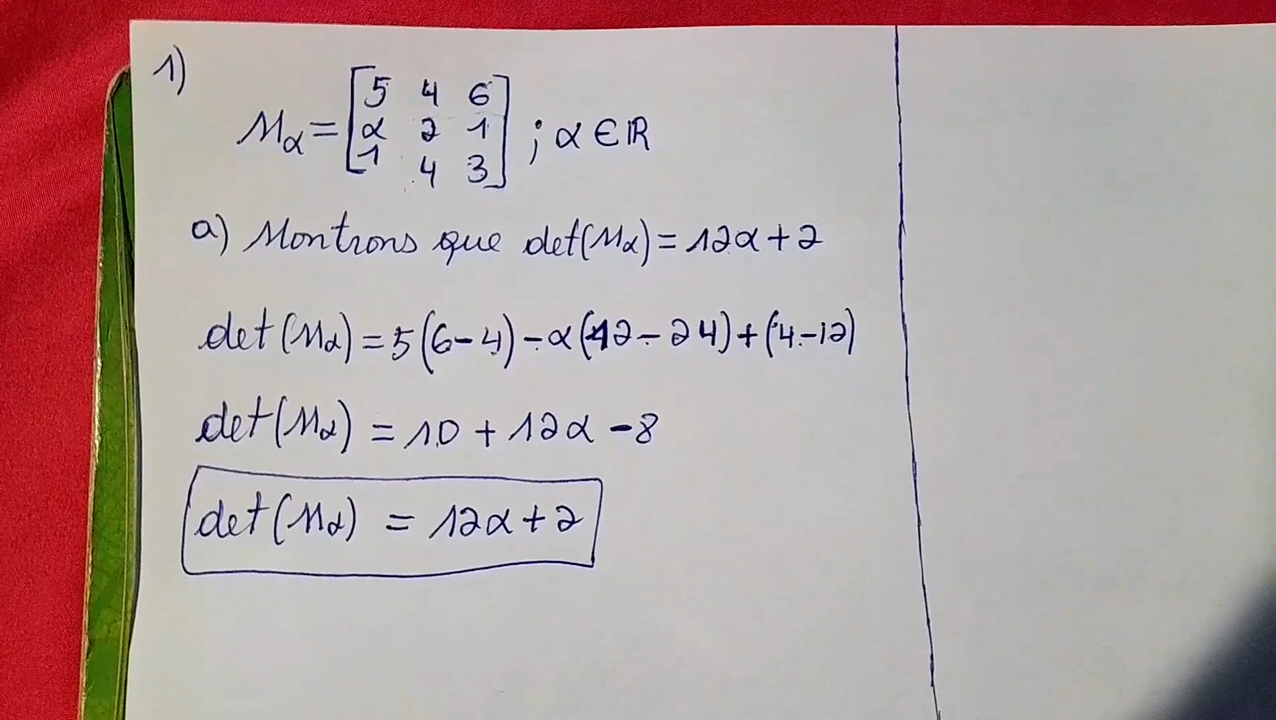 1)
M_α = [5 4 6
α 2 1 ; α ∈ ℝ
1 4 3]
a) Montrons que det(M_α) = 12α + 2
det(M_α) = 5(6 - 4) - α(12 - 24) + (4 - 12)
det(M_α) = 10 + 12α - 8
det(M_α) = 12α + 2